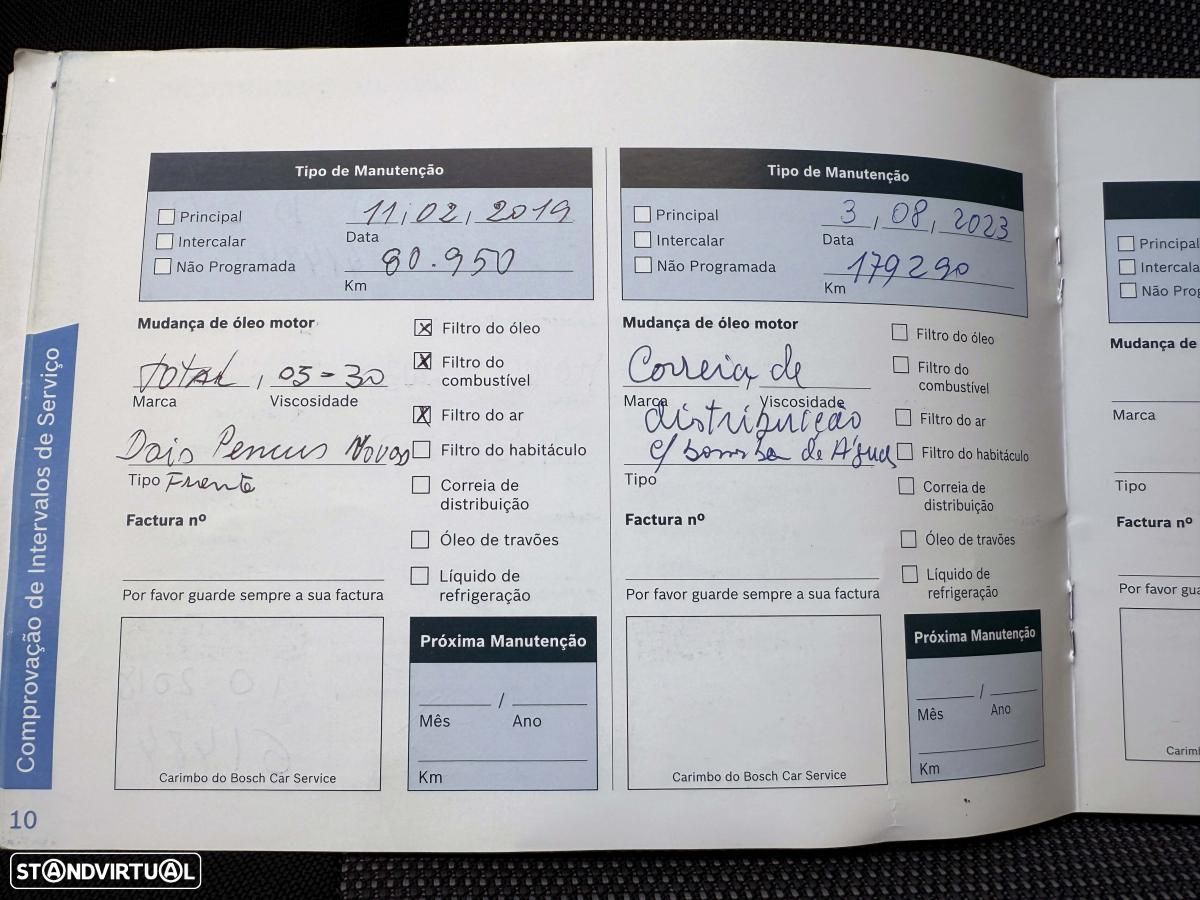 Comprovação de Intervalos de Serviço
10
Tipo de Manutenção
Principal
Intercalar
Não Programada
11, 02, 2019
Data
80.950
Km
Mudança de óleo motor
total, 05-30
Marca
Viscosidade
Dois Peneus Novos
Tipo Frente
Factura nº
Por favor guarde sempre a sua factura
Carimbo do Bosch Car Service
Filtro do óleo
Filtro do
combustível
Filtro do ar
Filtro do habitáculo
Correia de
distribuição
Óleo de travões
Líquido de
refrigeração
Próxima Manutenção
/
Mês
Ano
Km
Tipo de Manutenção
Principal
Intercalar
Não Programada
3, 08, 2023
Data
179290
Km
Mudança de óleo motor
Correia, de
Marca
Viscosidade
distribuição
c/ bomba de Água
Tipo
Factura nº
Por favor guarde sempre a sua factura
Carimbo do Bosch Car Service
Filtro do óleo
Filtro do
combustível
Filtro do ar
Filtro do habitáculo
Correia de
distribuição
Óleo de travões
Líquido de
refrigeração
Próxima Manutenção
/
Mês
Ano
Km
Principal
Intercala
Não Prog
Mudança de
Marca
Tipo
Factura nº
Por favor gua
Carim
STANDVIRTUAL